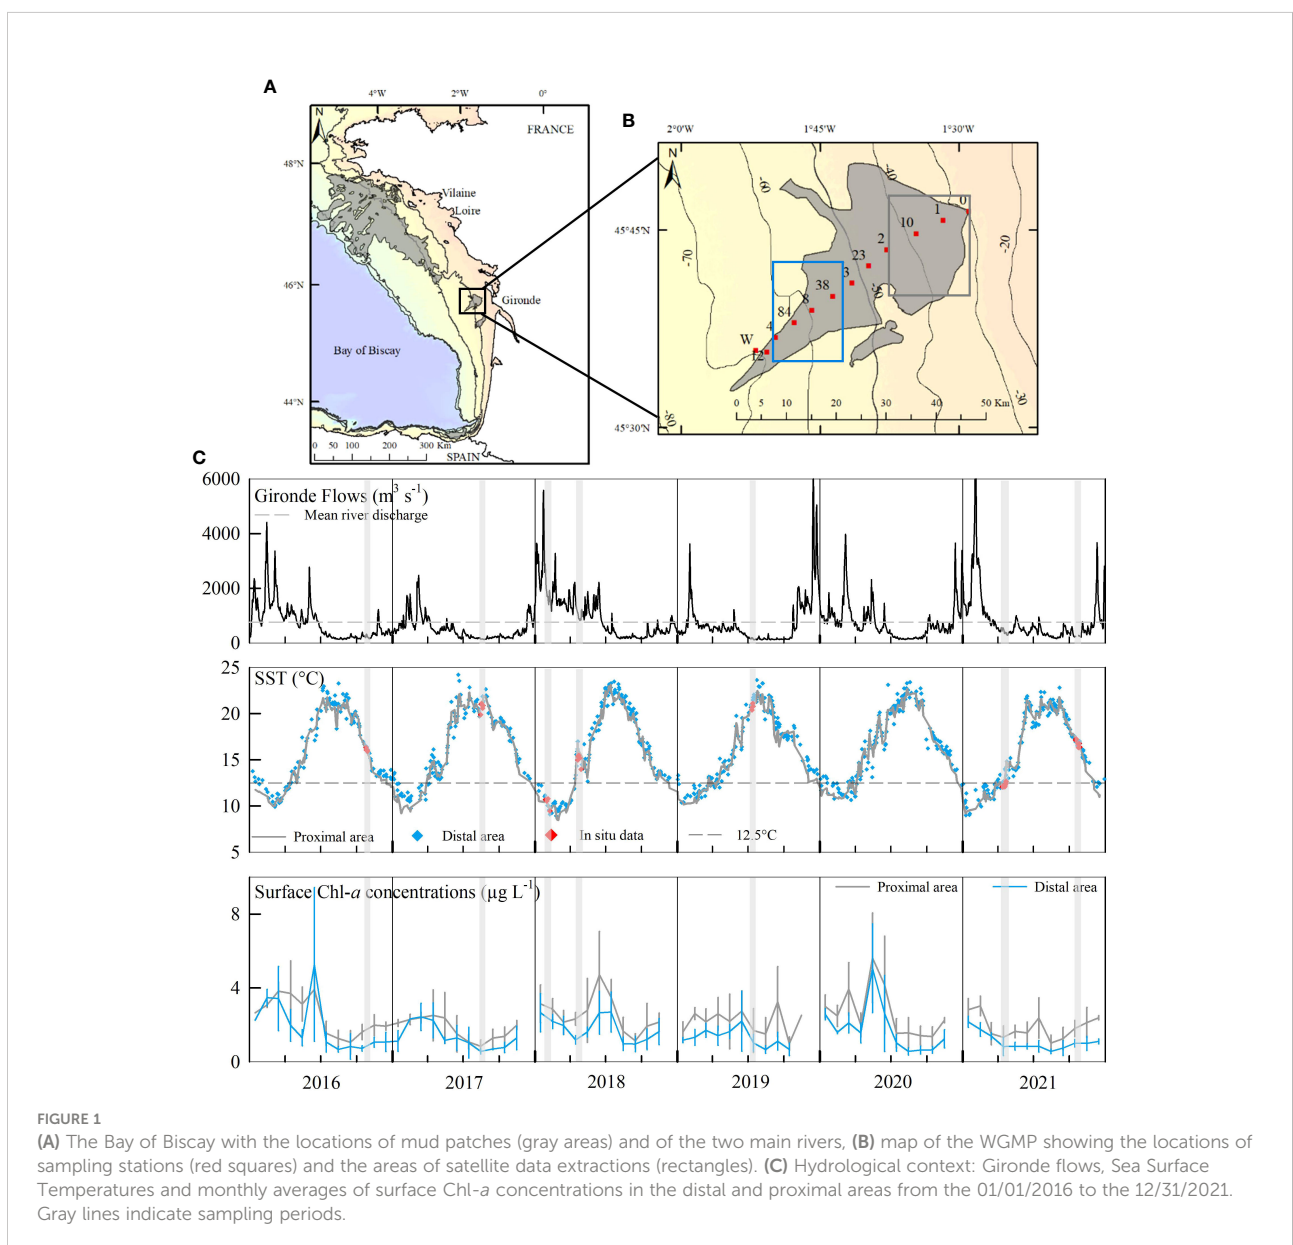 A
4°W
2°W
0°
N
FRANCE
48°N
Vilaine
Loire
46°N
Gironde
Bay of Biscay
44°N
0 50 100 200 300 Km
SPAIN
B
2°0'W
1°45'W
1°30'W
N
-60
-40
0
1
10
45°45'N
2
-20
23
-70
3
-50
38
8
84
4
W
12
0 5 10 20 30 40 50 Km
-30
-80
45°30'N
C
6000
Gironde Flows (m³ s⁻¹)
Mean river discharge
4000
2000
0
25
SST (°C)
20
15
10
Proximal area
Distal area
In situ data
12.5°C
5
Surface Chl-a concentrations (µg L⁻¹)
Proximal area
Distal area
8
4
0
2016
2017
2018
2019
2020
2021
FIGURE 1
(A) The Bay of Biscay with the locations of mud patches (gray areas) and of the two main rivers, (B) map of the WGMP showing the locations of
sampling stations (red squares) and the areas of satellite data extractions (rectangles). (C) Hydrological context: Gironde flows, Sea Surface
Temperatures and monthly averages of surface Chl-a concentrations in the distal and proximal areas from the 01/01/2016 to the 12/31/2021.
Gray lines indicate sampling periods.